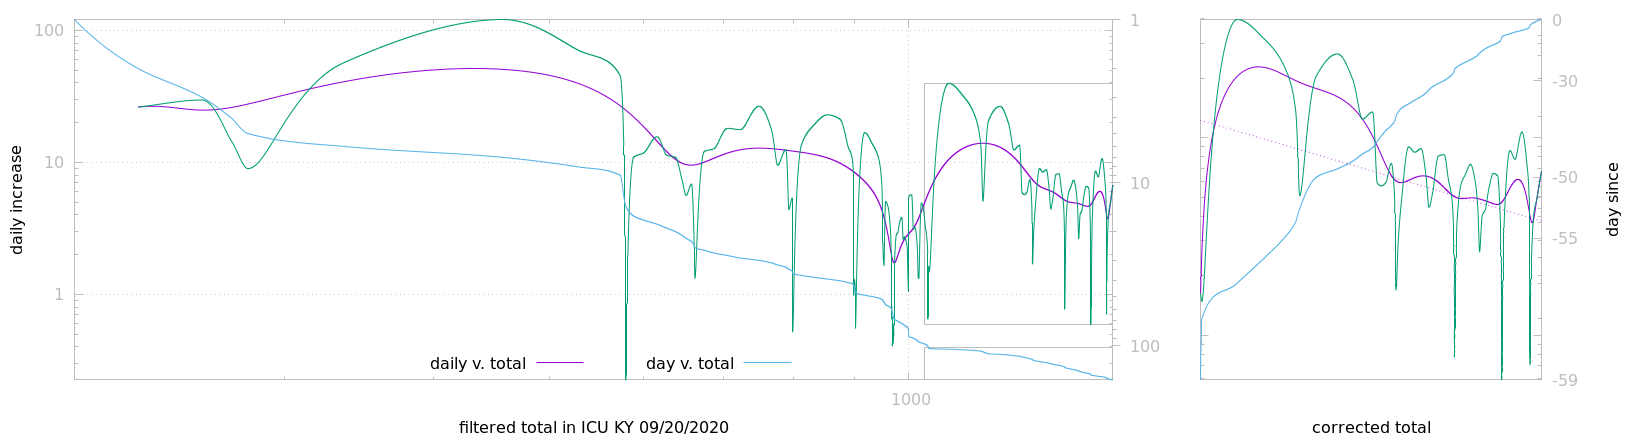 100
10
1
daily increase
daily v. total
day v. total
1000
filtered total in ICU KY 09/20/2020
1
10
100
0
-30
-50
-55
-59
day since
corrected total